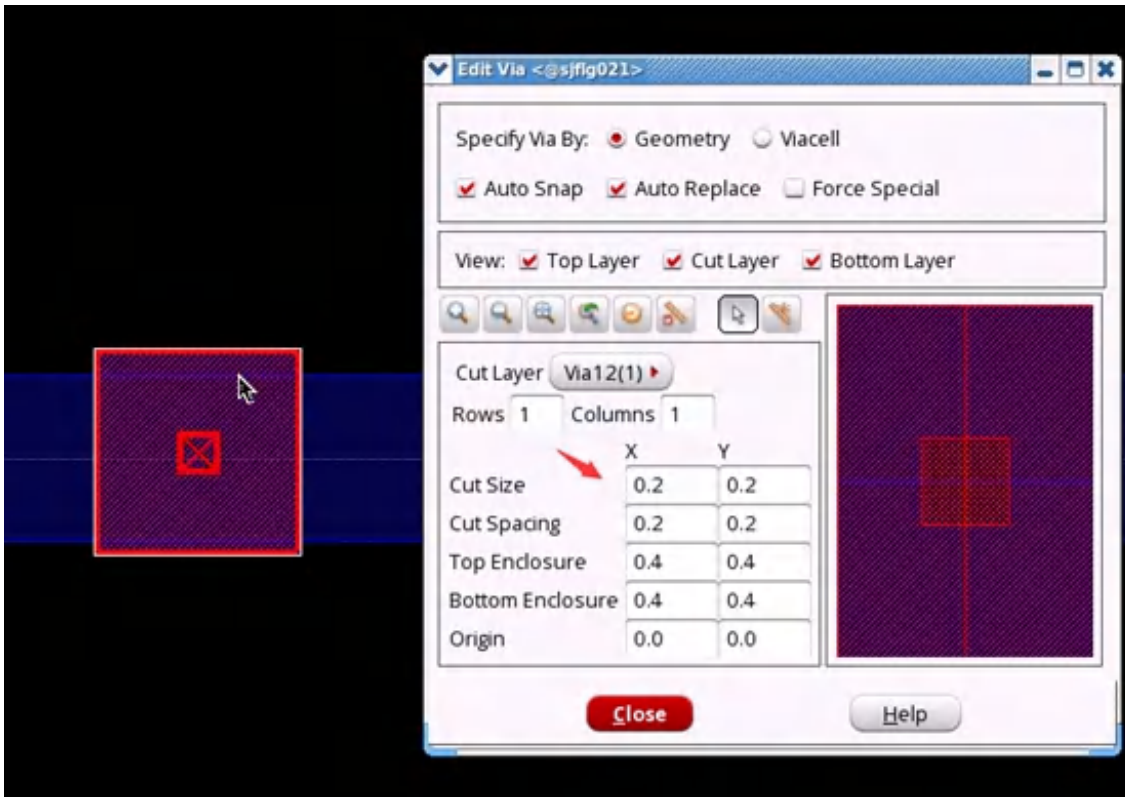 Edit Via <@sjfig021>
Specify Via By: Geometry Viacell
Auto Snap Auto Replace Force Special
View: Top Layer Cut Layer Bottom Layer
Cut Layer Via12(1)
Rows 1 Columns 1
X Y
Cut Size 0.2 0.2
Cut Spacing 0.2 0.2
Top Enclosure 0.4 0.4
Bottom Enclosure 0.4 0.4
Origin 0.0 0.0
Close Help